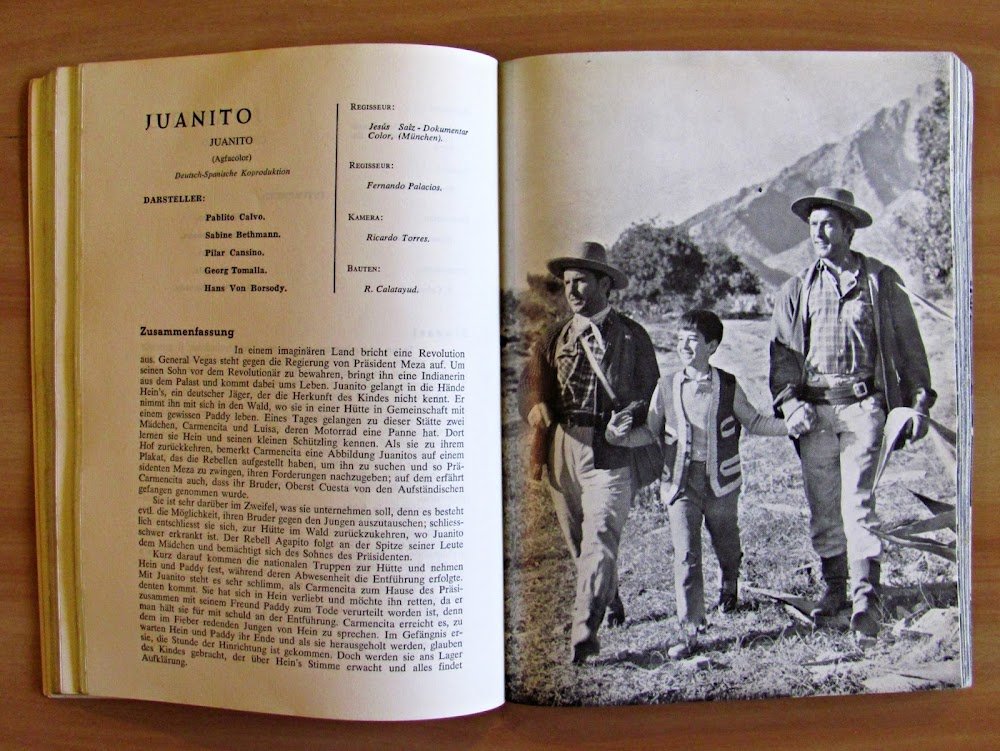 JUANITO
JUANITO
(Agfacolor)
Deutsch-Spanische Koproduktion
DARSTELLER:
Pablito Calvo.
Sabine Bethmann.
Pilar Cansino.
Georg Tomalla.
Hans Von Borsody.
REGISSEUR:
Jesús Salz - Dokumentar
Color, (München).
REGISSEUR:
Fernando Palacios.
KAMERA:
Ricardo Torres.
BAUTEN:
R. Calatayud.
Zusammenfassung
In einem imaginären Land bricht eine Revolution
aus. General Vegas steht gegen die Regierung von Präsident Meza auf. Um
seinen Sohn vor dem Revolutionär zu bewahren, bringt ihn eine Indianerin
aus dem Palast und kommt dabei ums Leben. Juanito gelangt in die Hände
Hein's, ein deutscher Jäger, der die Herkunft des Kindes nicht kennt. Er
nimmt ihn mit sich in den Wald, wo sie in einer Hütte in Gemeinschaft mit
einem gewissen Paddy leben. Eines Tages gelangen zu dieser Stätte zwei
Mädchen, Carmencita und Luisa, deren Motorrad eine Panne hat. Dort
lernen sie Hein und seinen kleinen Schützling kennen. Als sie zu ihrem
Hof zurückkehren, bemerkt Carmencita eine Abbildung Juanitos auf einem
Plakat, das die Rebellen aufgestellt haben, um ihn zu suchen und so Prä-
sidenten Meza zu zwingen, ihren Forderungen nachzugeben; auf dem erfährt
Carmencita auch, dass ihr Bruder, Oberst Cuesta von den Aufständischen
gefangen genommen wurde.
Sie ist sehr darüber im Zweifel, was sie unternehmen soll, denn es besteht
evtl. die Möglichkeit, ihren Bruder gegen den Jungen auszutauschen; schliess-
lich entschliesst sie sich, zur Hütte im Wald zurückzukehren, wo Juanito
schwer erkrankt ist. Der Rebell Agapito folgt an der Spitze seiner Leute
dem Mädchen und bemächtigt sich des Sohnes des Präsidenten.
Kurz darauf kommen die nationalen Truppen zur Hütte und nehmen
Hein und Paddy fest, während deren Abwesenheit die Entführung erfolgte.
Mit Juanito steht es sehr schlimm, als Carmencita zum Hause des Präsi-
denten kommt. Sie hat sich in Hein verliebt und möchte ihn retten, da er
zusammen mit seinem Freund Paddy zum Tode verurteilt worden ist, denn
man hält sie für mit schuld an der Entführung. Carmencita erreicht es, zu
dem im Fieber redenden Jungen von Hein zu sprechen. Im Gefängnis er-
warten Hein und Paddy ihr Ende und als sie herausgeholt werden, glauben
sie, die Stunde der Hinrichtung ist gekommen. Doch werden sie ans Lager
des Kindes gebracht, der über Hein's Stimme erwacht und alles findet
Aufklärung.